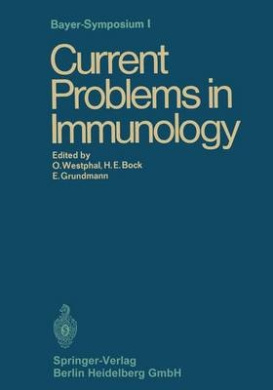 Bayer-Symposium I
Current
Problems in
Immunology
Edited by
O. Westphal, H. E. Bock
E. Grundmann
Springer-Verlag
Berlin Heidelberg GmbH